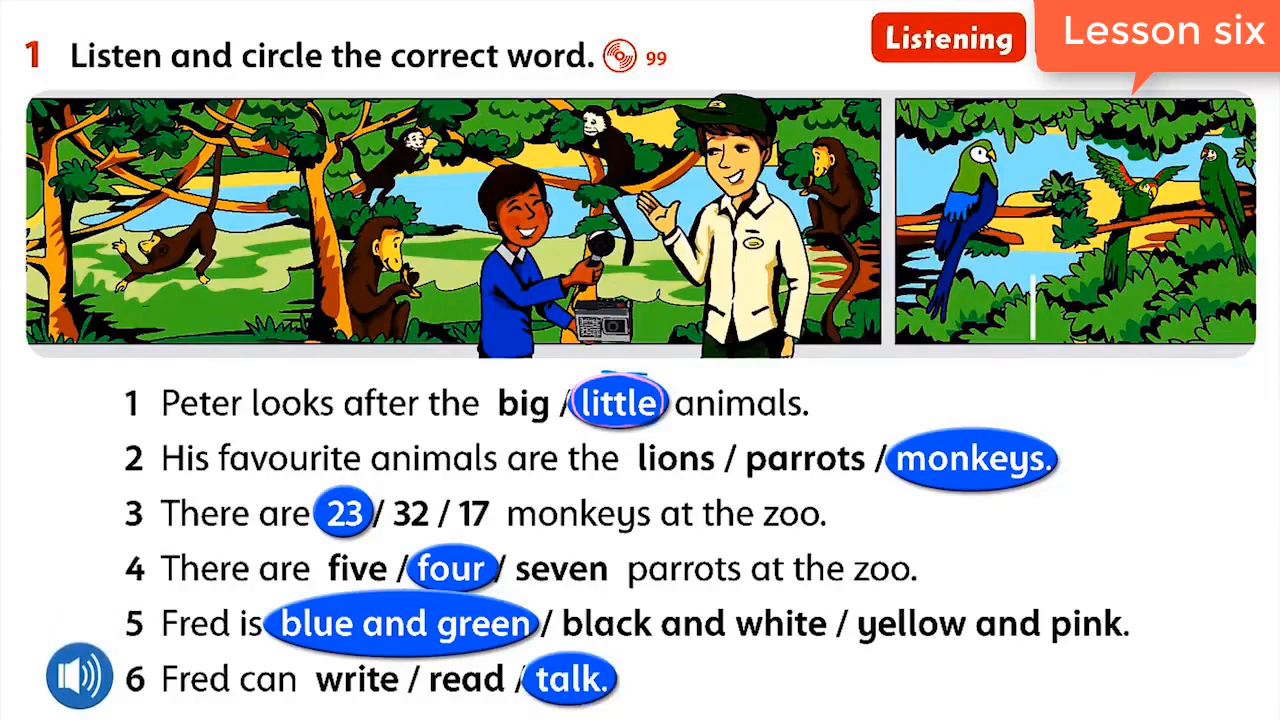 Lesson six
Listening
1 Listen and circle the correct word. 99
1 Peter looks after the big / little animals.
2 His favourite animals are the lions / parrots / monkeys.
3 There are 23 / 32 / 17 monkeys at the zoo.
4 There are five / four / seven parrots at the zoo.
5 Fred is blue and green / black and white / yellow and pink.
6 Fred can write / read / talk.